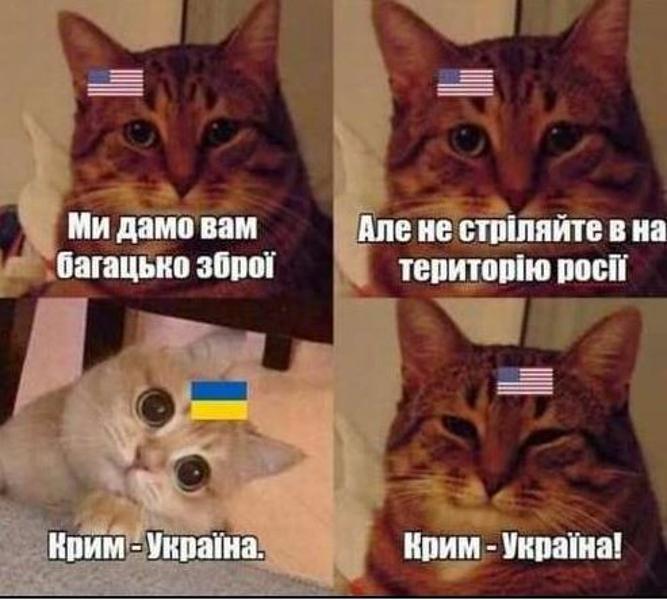 Ми дамо вам
багацько зброї
Але не стріляйте в на
територію росії
Крим - Україна.
Крим - Україна!